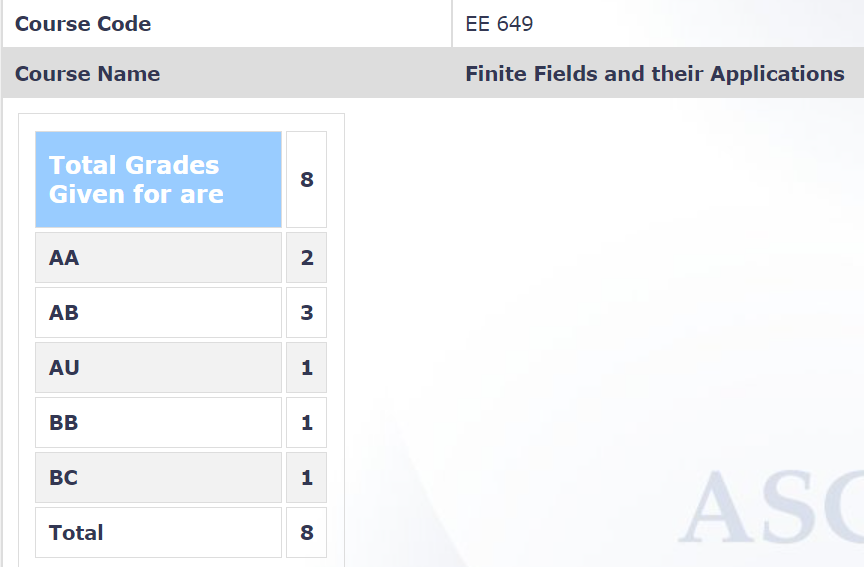 Course Code EE 649
Course Name Finite Fields and their Applications
Total Grades
Given for are 8
AA 2
AB 3
AU 1
BB 1
BC 1
Total 8
ASC